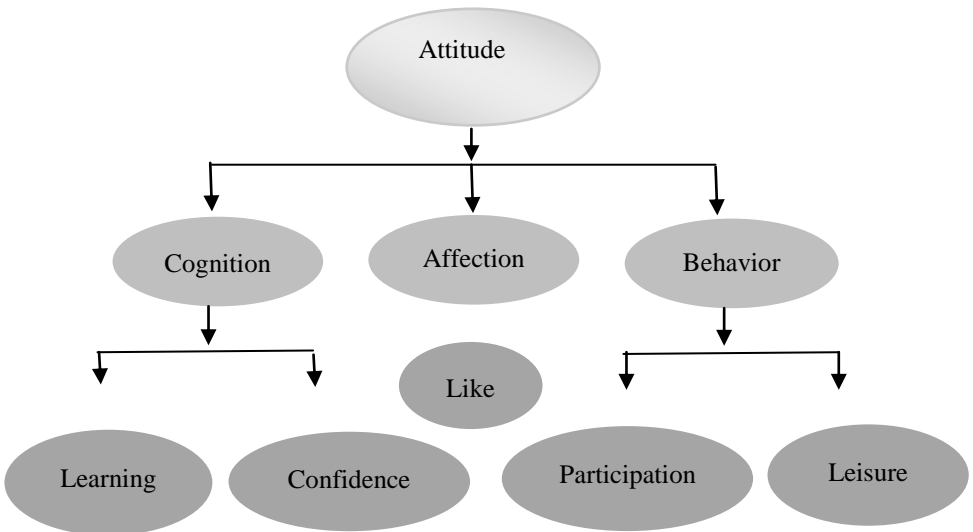 Attitude
Cognition
Affection
Behavior
Like
Learning
Confidence
Participation
Leisure